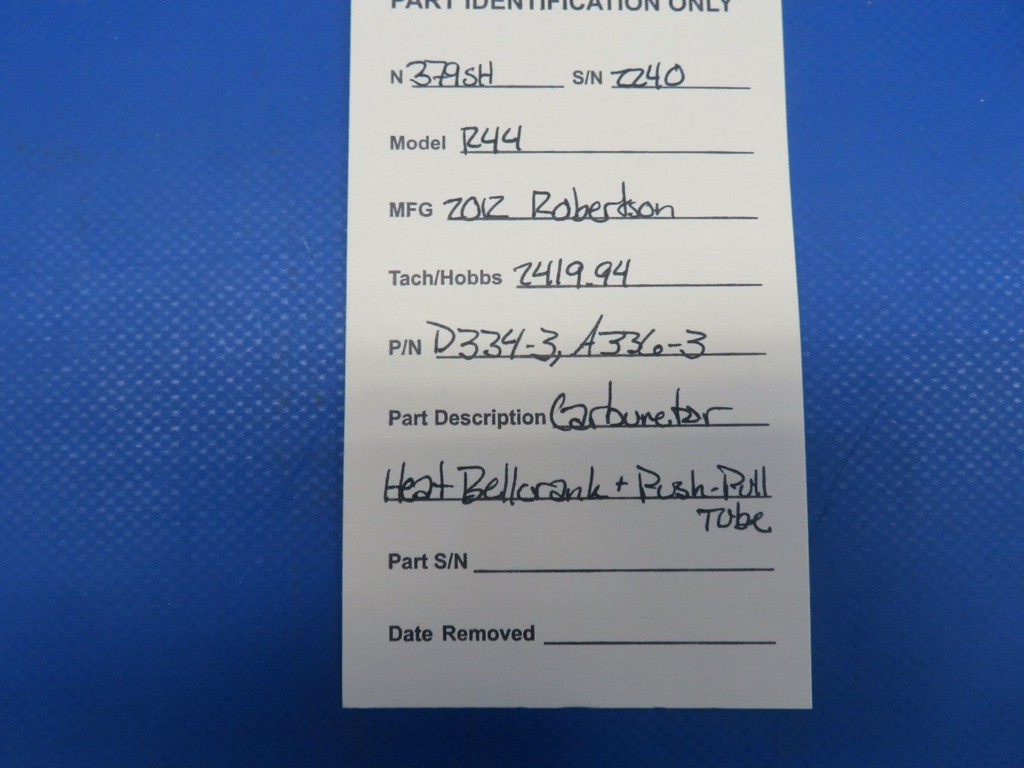 PART IDENTIFICATION ONLY
N 379SH S/N 2240
Model R44
MFG 2012 Robertson
Tach/Hobbs 2419.94
P/N D334-3, A336-3
Part Description Carburetor
Heat Bellcrank + Push-Pull
Tube
Part S/N
Date Removed